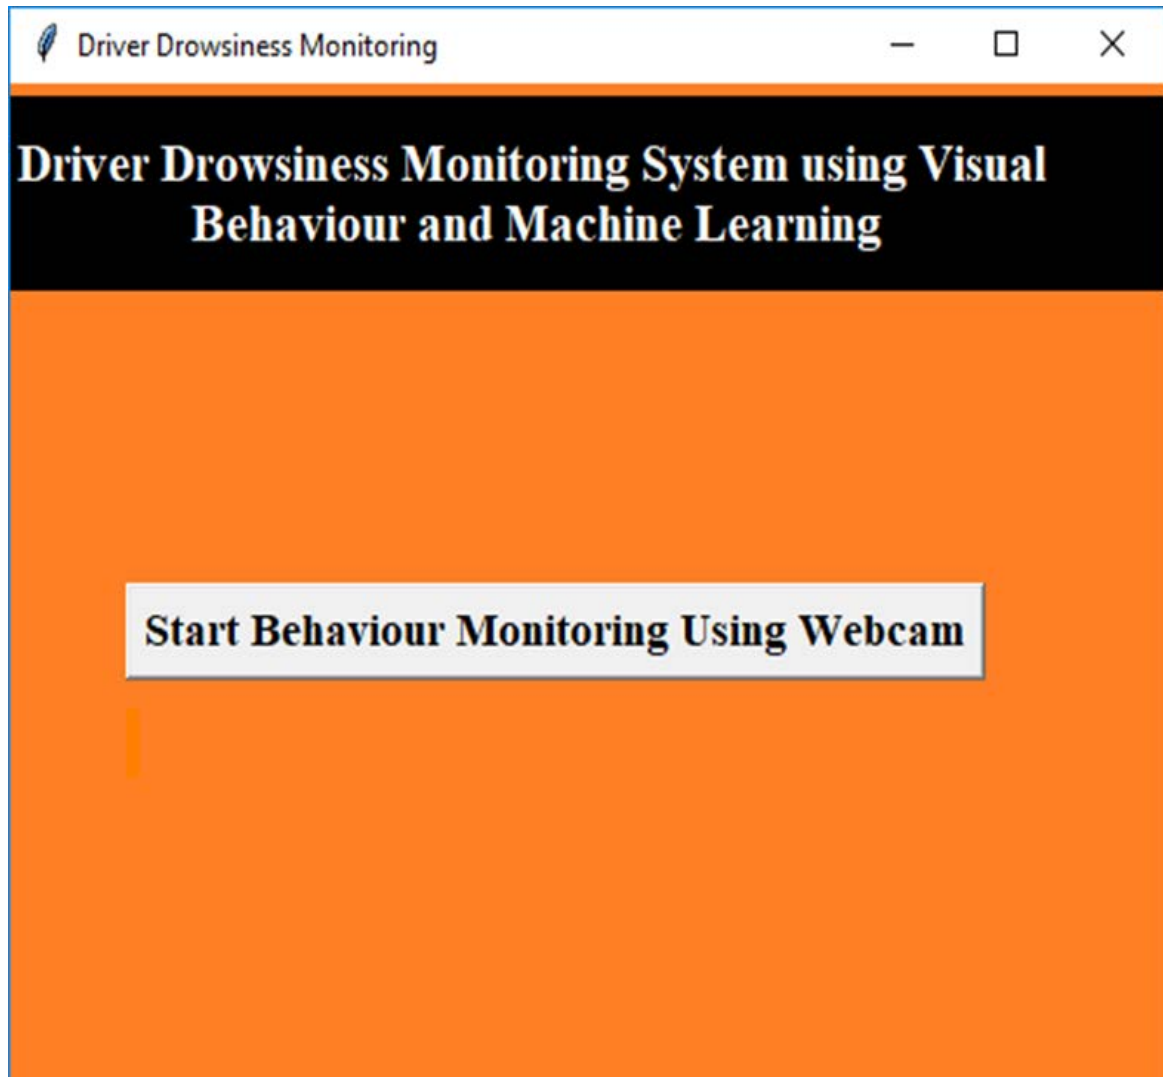 Driver Drowsiness Monitoring
Driver Drowsiness Monitoring System using Visual
Behaviour and Machine Learning
Start Behaviour Monitoring Using Webcam